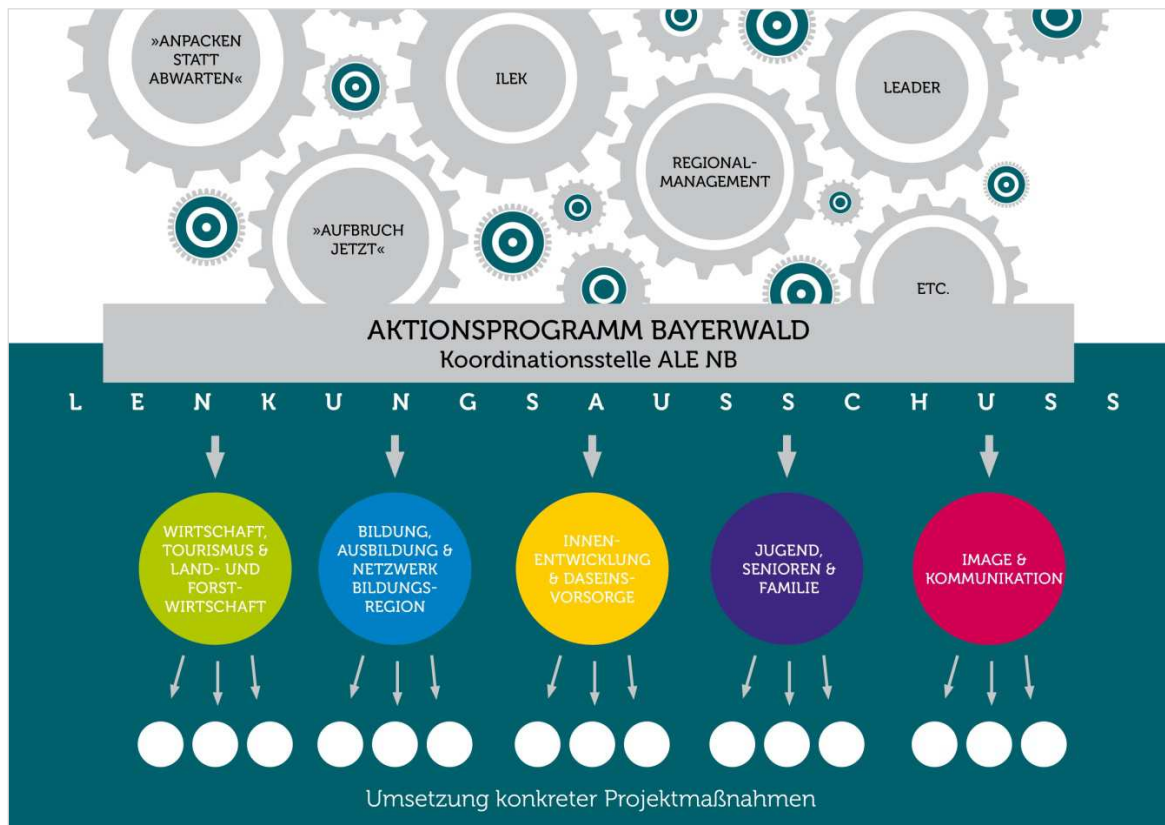 »ANPACKEN
STATT
ABWARTEN«
ILEK
LEADER
REGIONAL-
MANAGEMENT
»AUFBRUCH
JETZT«
ETC.
AKTIONSPROGRAMM BAYERWALD
Koordinationsstelle ALE NB
LENKUNGSAUSSCHUSS
WIRTSCHAFT,
TOURISMUS &
LAND- UND
FORST-
WIRTSCHAFT
BILDUNG,
AUSBILDUNG &
NETZWERK
BILDUNGS-
REGION
INNEN-
ENTWICKLUNG
& DASEINS-
VORSORGE
JUGEND,
SENIOREN &
FAMILIE
IMAGE &
KOMMUNIKATION
Umsetzung konkreter Projektmaßnahmen